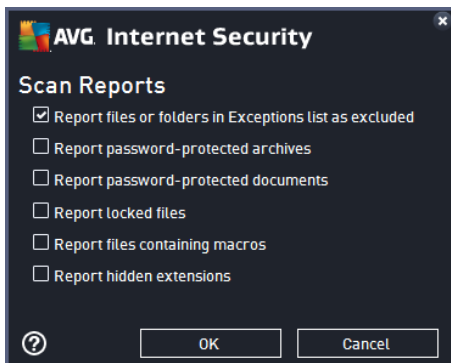 AVG. Internet Security
Scan Reports
Report files or folders in Exceptions list as excluded
Report password-protected archives
Report password-protected documents
Report locked files
Report files containing macros
Report hidden extensions
?
OK
Cancel